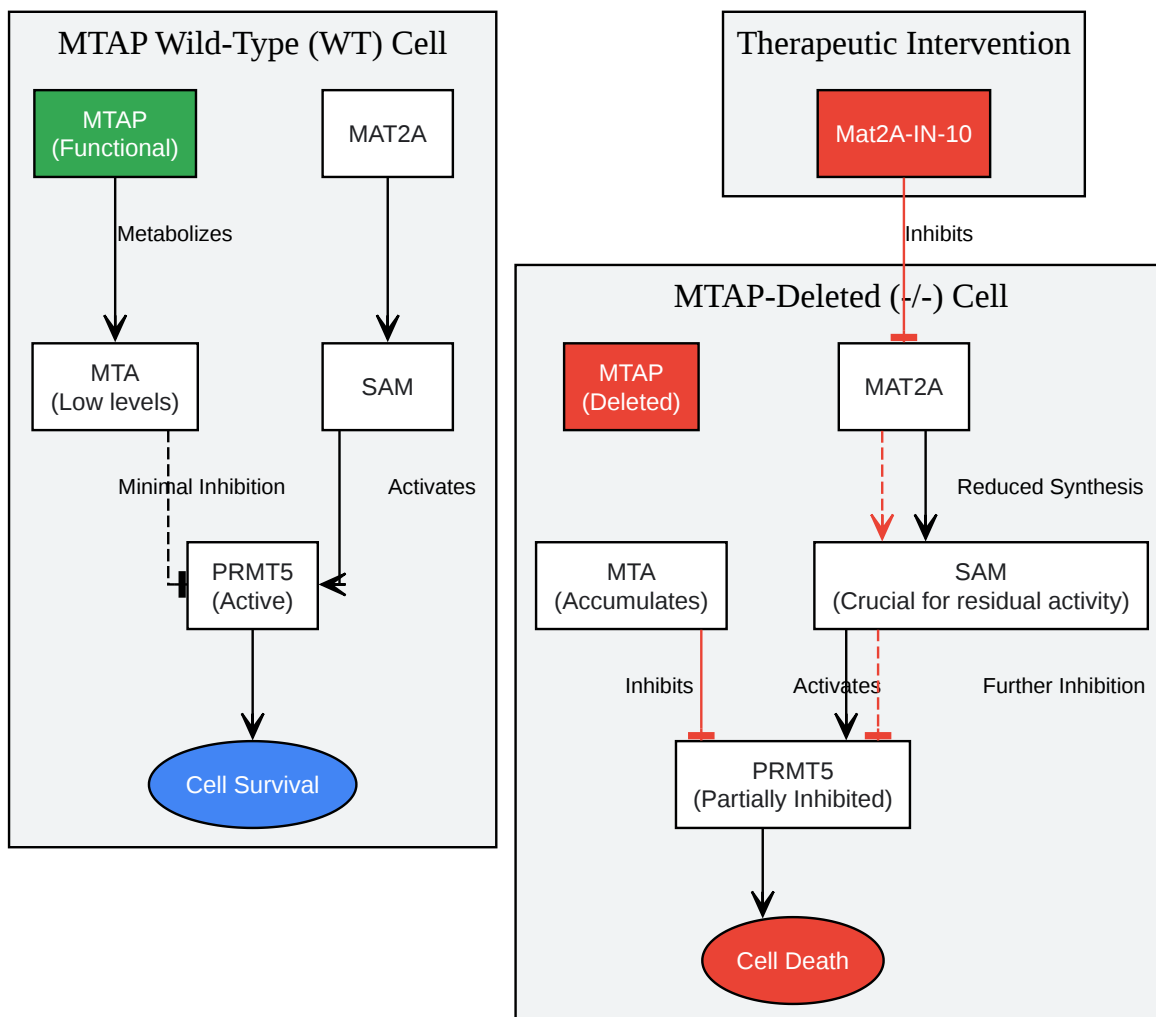 MTAP Wild-Type (WT) Cell
MTAP
(Functional)
MAT2A
Metabolizes
MTA
(Low levels)
SAM
Minimal Inhibition
Activates
PRMT5
(Active)
Cell Survival
Therapeutic Intervention
Mat2A-IN-10
Inhibits
MTAP-Deleted (-/-) Cell
MTAP
(Deleted)
MAT2A
Reduced Synthesis
MTA
(Accumulates)
SAM
(Crucial for residual activity)
Inhibits
Activates
Further Inhibition
PRMT5
(Partially Inhibited)
Cell Death